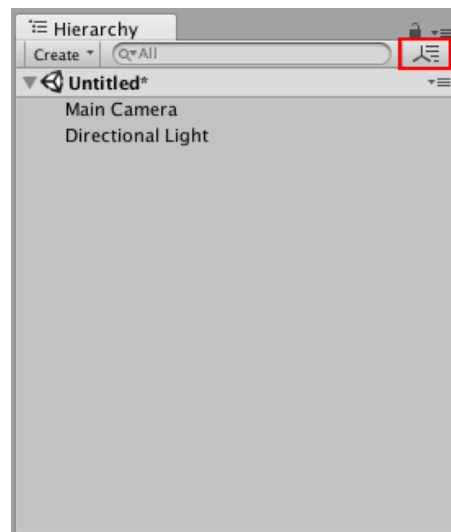 Hierarchy
Create All
Untitled*
Main Camera
Directional Light